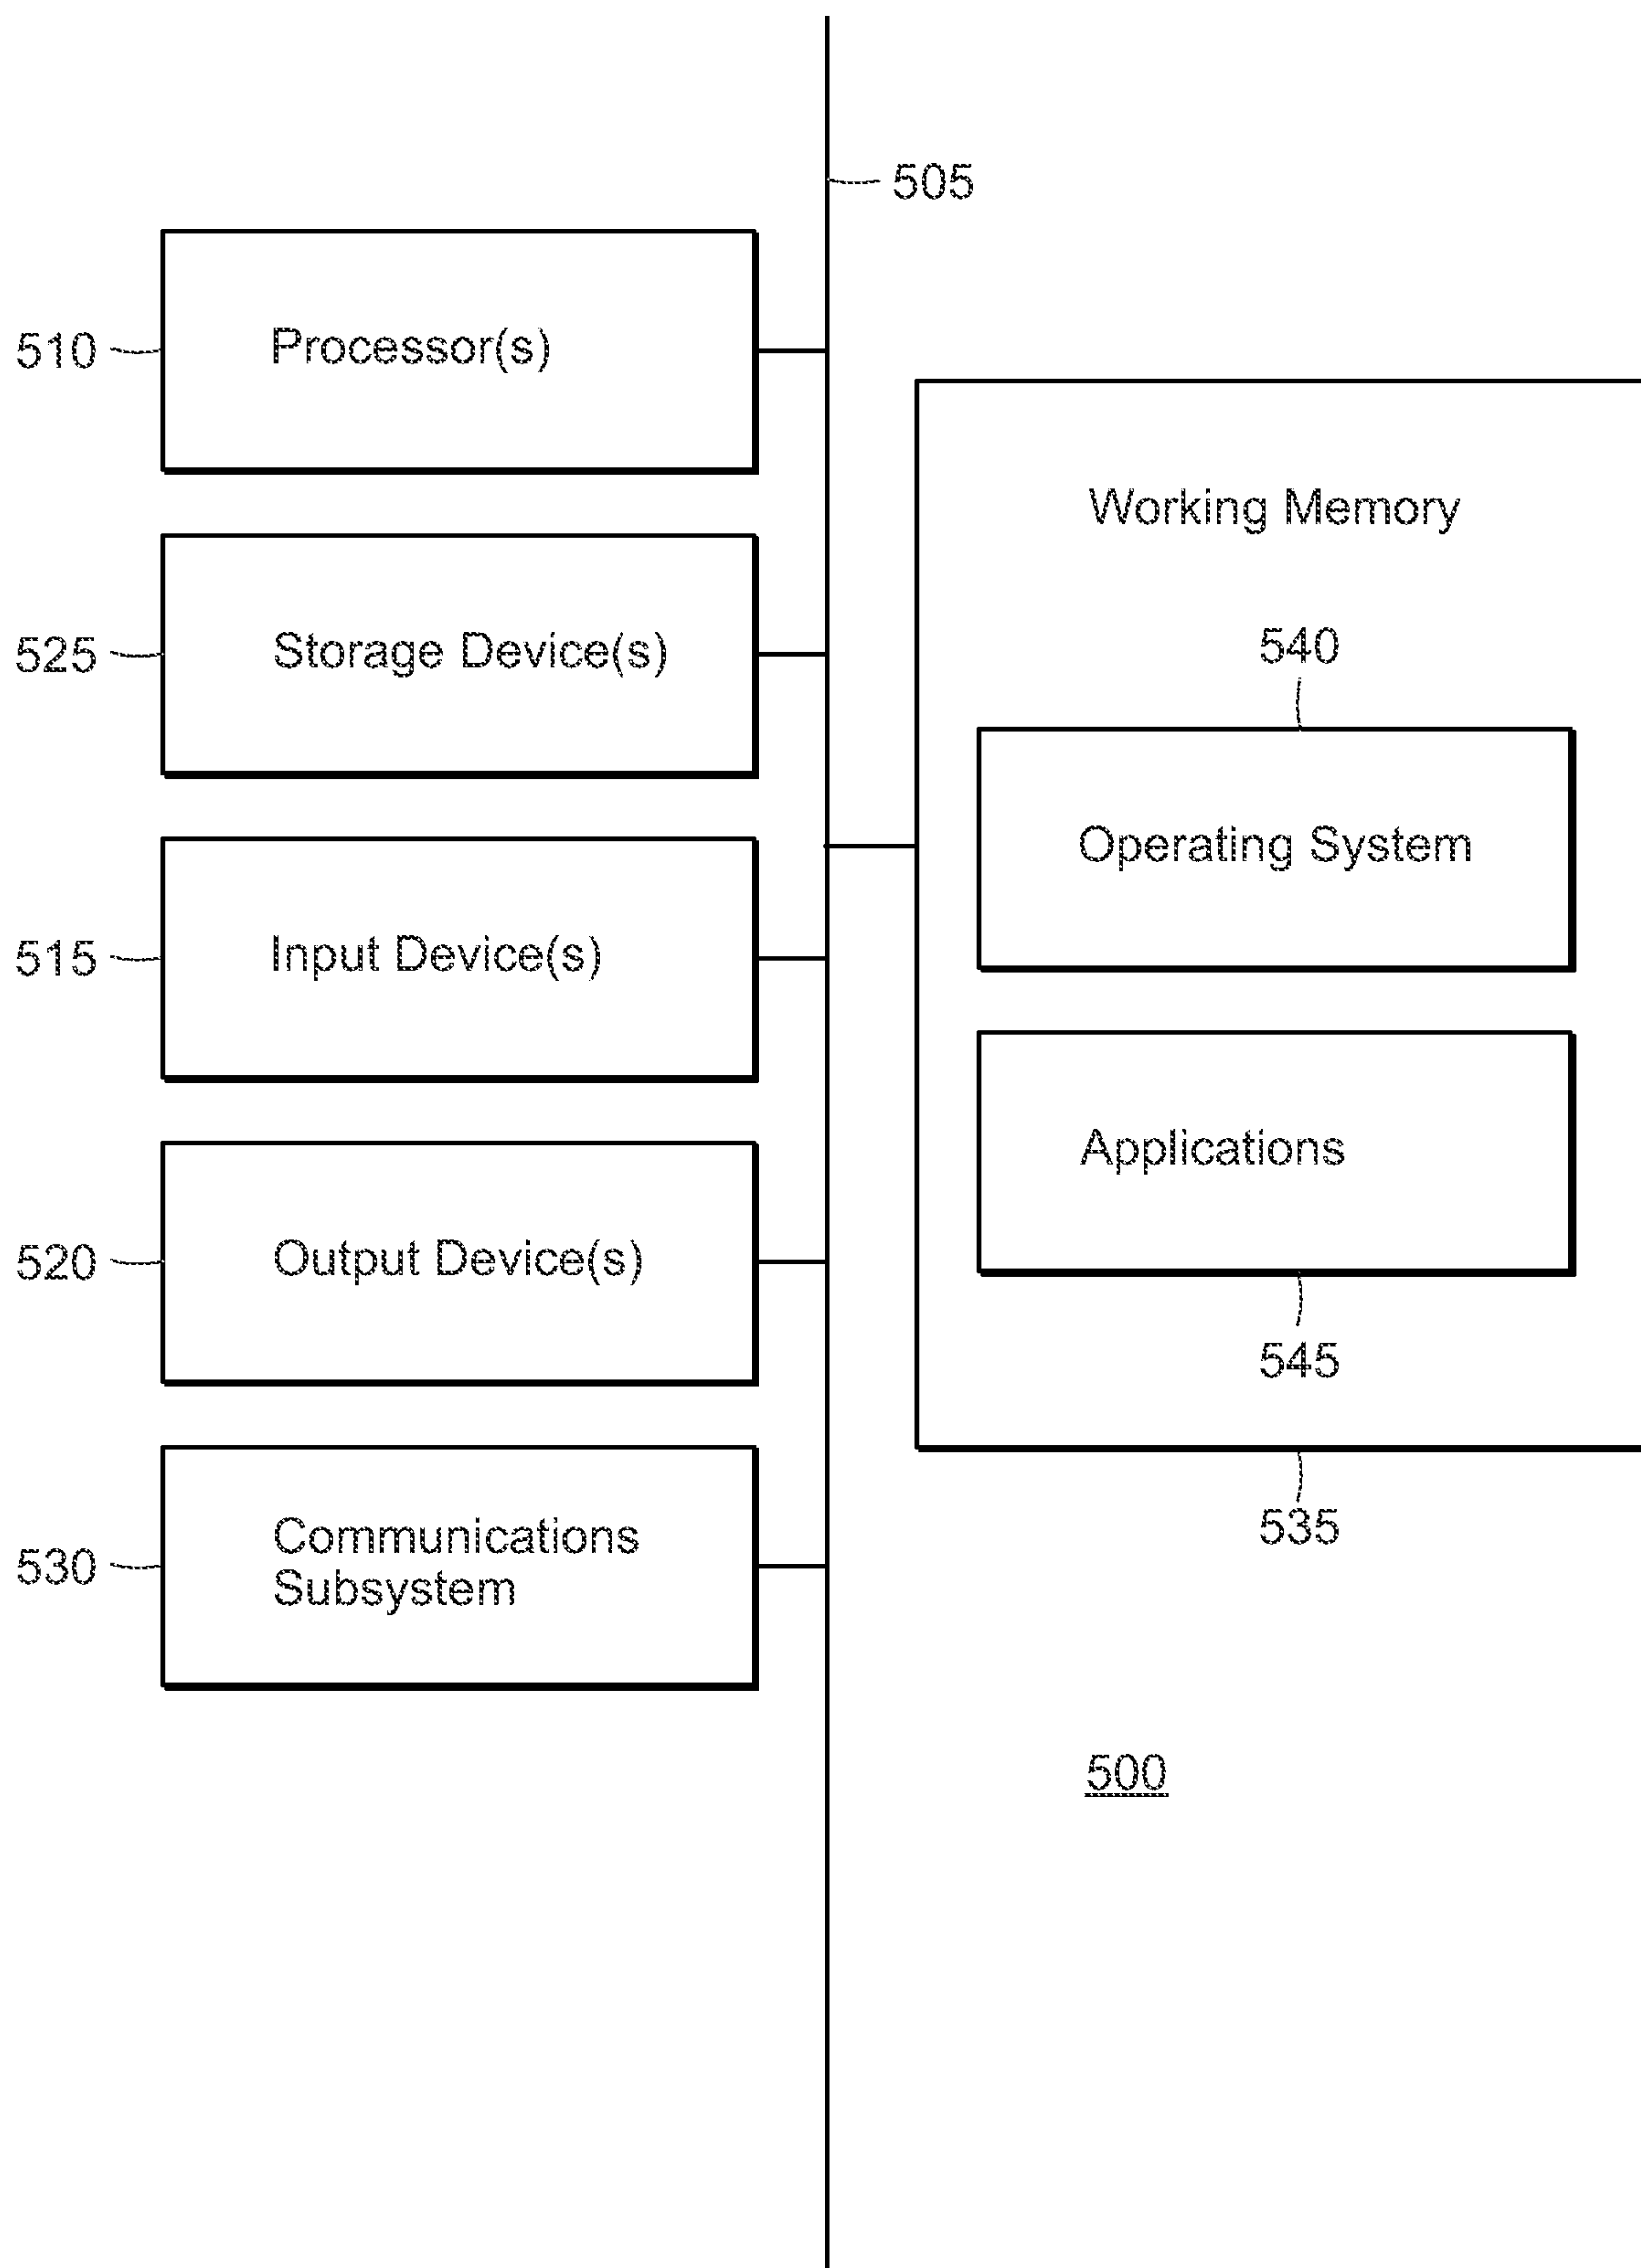 505
510
Processor(s)
Working Memory
525
Storage Device(s)
540
Operating System
515
Input Device(s)
Applications
520
Output Device(s)
545
530
Communications
Subsystem
535
500